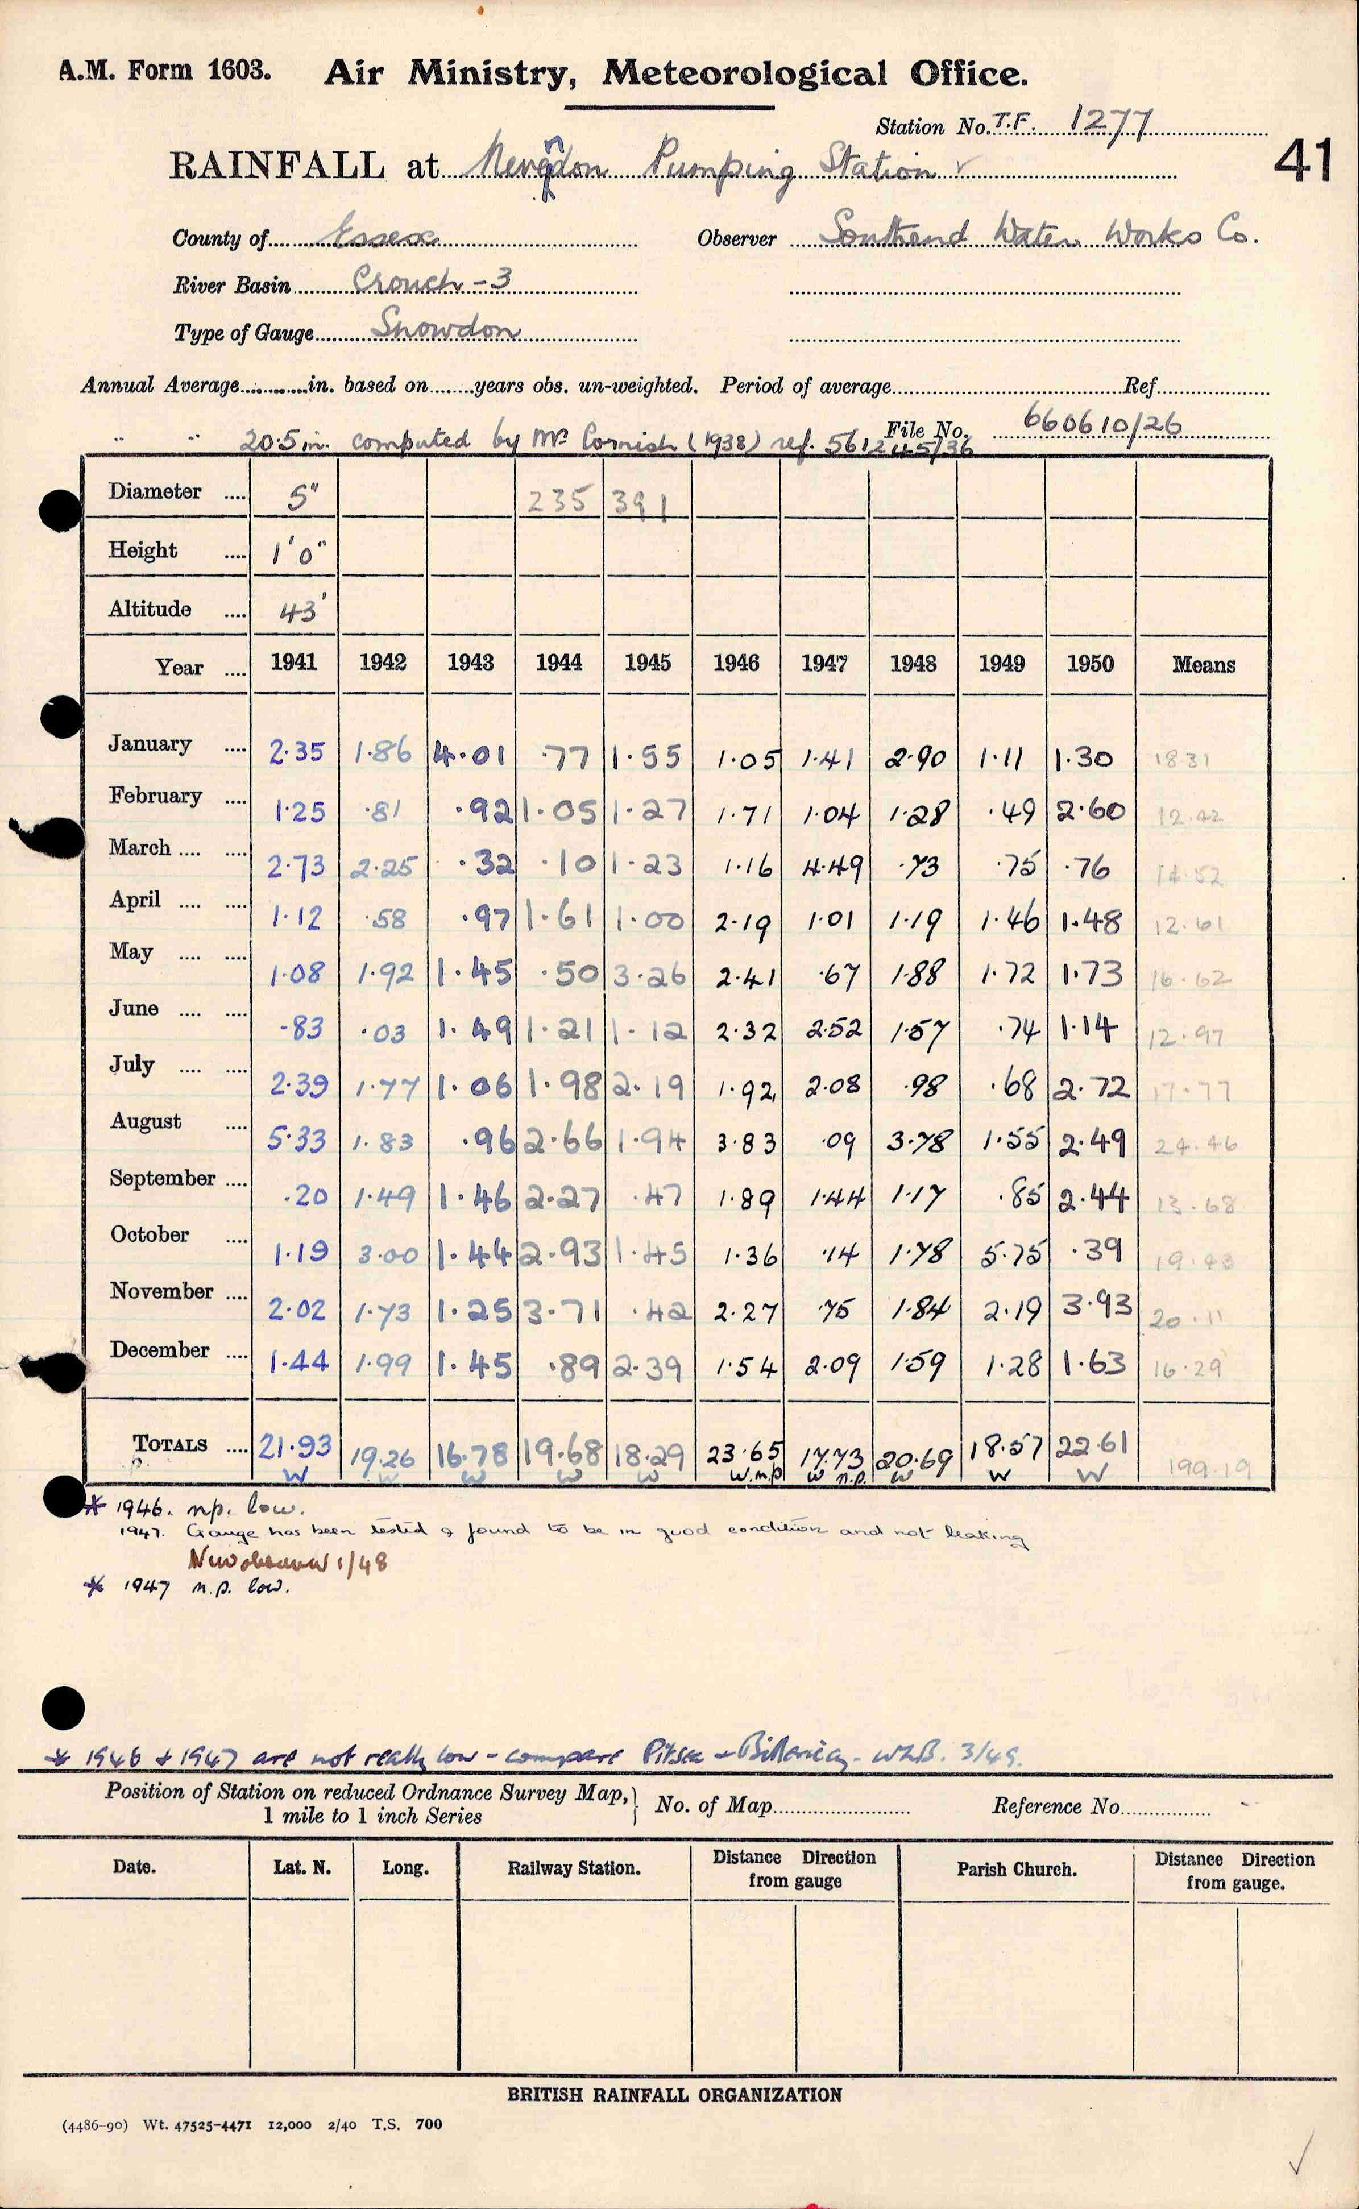 A.M. Form 1603. Air Ministry, Meteorological Office.
Station No. T.F. 1277
41
RAINFALL at Nevendon Pumping Station ✓
County of Essex Observer Southend Water Works Co.
River Basin Crouch - 3
Type of Gauge Snowdon
Annual Average in. based on years obs. un-weighted. Period of average Ref.
" " 20.5 in. computed by Mr Cornish (1938) ref. 561245/36 File No. 660610/26
Diameter .... 5" 235 391
Height .... 1'0"
Altitude .... 43'
Year .... 1941 1942 1943 1944 1945 1946 1947 1948 1949 1950 Means
January .... 2.35 1.86 4.01 .77 1.55 1.05 1.41 2.90 1.11 1.30 18.31
February .... 1.25 .81 .92 1.05 1.27 1.71 1.04 1.28 .49 2.60 12.42
March .... .... 2.73 2.25 .32 .10 1.23 1.16 4.49 .73 .75 .76 14.52
April .... .... 1.12 .58 .97 1.61 1.00 2.19 1.01 1.19 1.46 1.48 12.61
May .... .... 1.08 1.92 1.45 .50 3.26 2.41 .67 1.88 1.72 1.73 16.62
June .... .... .83 .03 1.49 1.21 1.12 2.32 2.52 1.57 .74 1.14 12.97
July .... .... 2.39 1.77 1.06 1.98 2.19 1.92 2.08 .98 .68 2.72 17.77
August .... 5.33 1.83 .96 2.66 1.94 3.83 .09 3.78 1.55 2.49 24.46
September .... .20 1.49 1.46 2.27 .47 1.89 1.44 1.17 .85 2.44 13.68
October .... 1.19 3.00 1.44 2.93 1.45 1.36 .14 1.78 5.75 .39 19.43
November .... 2.02 1.73 1.25 3.71 .42 2.27 .75 1.84 2.19 3.93 20.11
December .... 1.44 1.99 1.45 .89 2.39 1.54 2.09 1.59 1.28 1.63 16.29
TOTALS .... 21.93 19.26 16.78 19.68 18.29 23.65 17.73 20.69 18.57 22.61 199.19
W W W W W W.n.p W n.p. W W W
* 1946. n.p. low.
1947. Gauge has been tested & found to be in good condition and not leaking
New observer 1/48
* 1947 n.p. low.
* 1946 & 1947 are not really low - compare Pitsea & Billericay. 3/49.
Position of Station on reduced Ordnance Survey Map, 1 mile to 1 inch Series } No. of Map Reference No.
Date. Lat. N. Long. Railway Station. Distance Direction from gauge Parish Church. Distance Direction from gauge.
BRITISH RAINFALL ORGANIZATION
(4486-90) Wt. 47525-4471 12,000 2/40 T.S. 700
✓